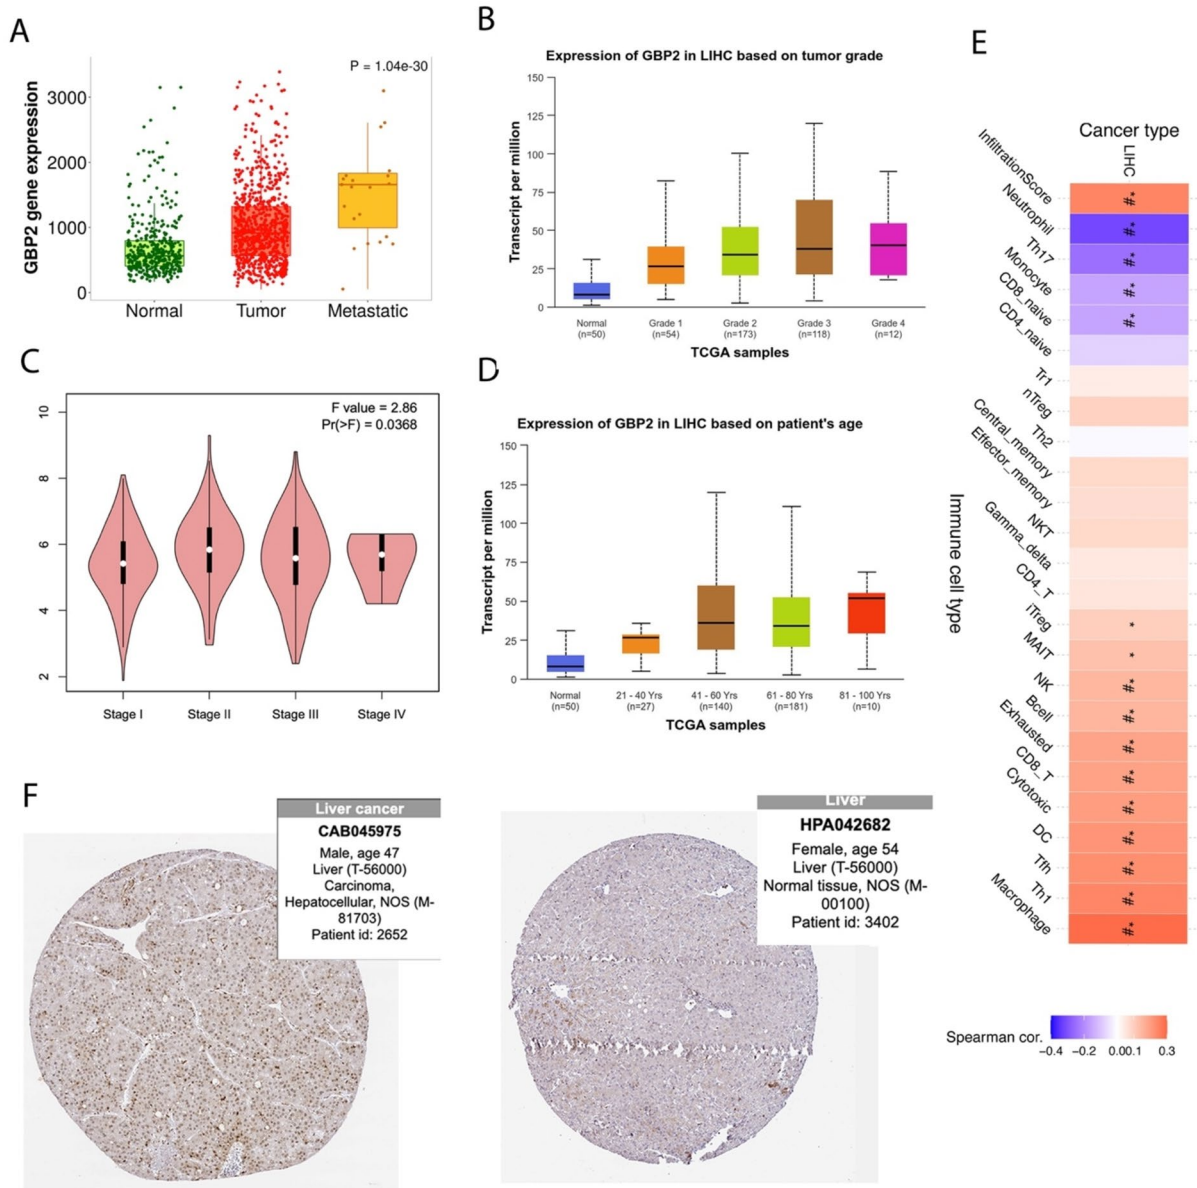 A
GBP2 gene expression
P = 1.04e-30
3000
2000
1000
0
Normal
Tumor
Metastatic
B
Expression of GBP2 in LIHC based on tumor grade
Transcript per million
150
125
100
75
50
25
0
Normal
(n=50)
Grade 1
(n=54)
Grade 2
(n=173)
Grade 3
(n=118)
Grade 4
(n=12)
TCGA samples
C
F value = 2.86
Pr(>F) = 0.0368
10
8
6
4
2
Stage I
Stage II
Stage III
Stage IV
D
Expression of GBP2 in LIHC based on patient's age
Transcript per million
150
125
100
75
50
25
0
Normal
(n=50)
21 - 40 Yrs
(n=27)
41 - 60 Yrs
(n=140)
61 - 80 Yrs
(n=181)
81 - 100 Yrs
(n=10)
TCGA samples
E
Cancer type
LIHC
Immune cell type
InfiltrationScore
#*
Neutrophil
#*
Th17
#*
Monocyte
#*
CD8_naive
#*
CD4_naive
Tr1
nTreg
Th2
Central_memory
Effector_memory
NKT
Gamma_delta
CD4_T
iTreg
*
MAIT
*
NK
#*
Bcell
#*
Exhausted
#*
CD8_T
#*
Cytotoxic
#*
DC
#*
Tfh
#*
Th1
#*
Macrophage
#*
Spearman cor.
−0.4 −0.2 0.00.1 0.3
F
Liver cancer
CAB045975
Male, age 47
Liver (T-56000)
Carcinoma,
Hepatocellular, NOS (M-
81703)
Patient id: 2652
Liver
HPA042682
Female, age 54
Liver (T-56000)
Normal tissue, NOS (M-
00100)
Patient id: 3402